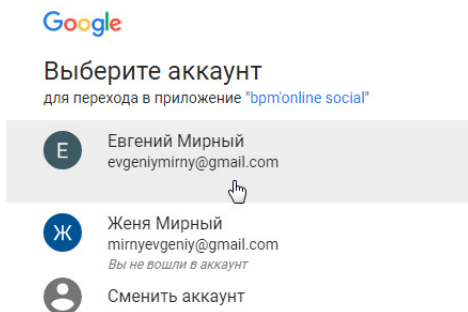 Google
Выберите аккаунт
для перехода в приложение "bpm'online social"
Е
Евгений Мирный
evgeniymirny@gmail.com
Ж
Женя Мирный
mirnyevgeniy@gmail.com
Вы не вошли в аккаунт
Сменить аккаунт